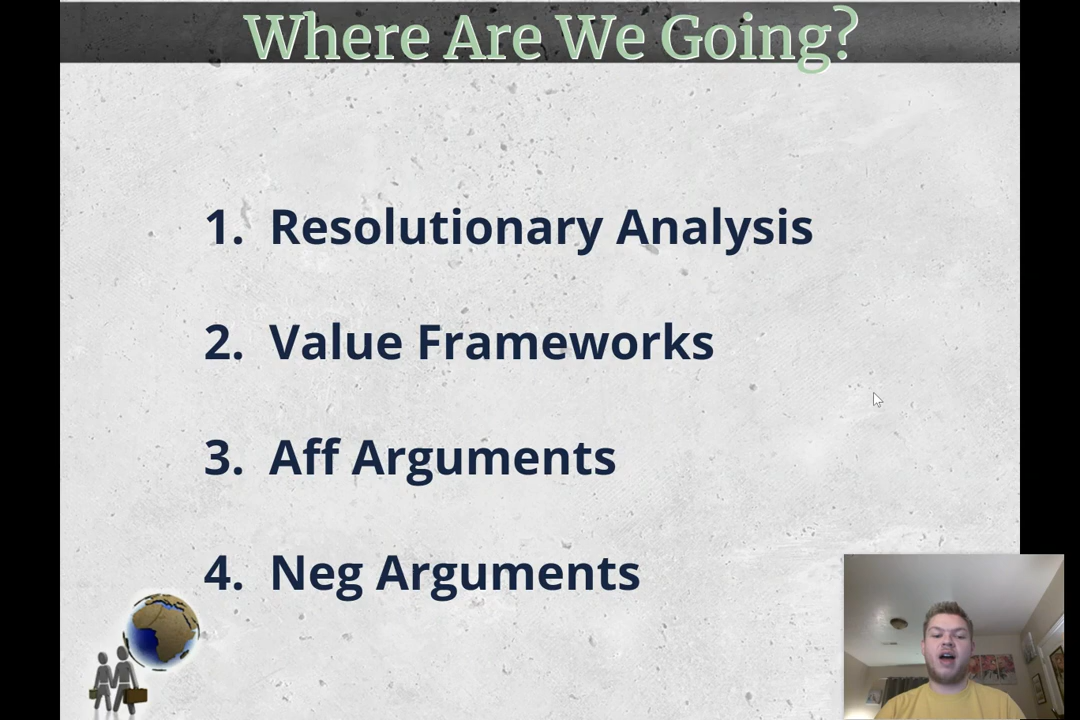 Where Are We Going?
1. Resolutionary Analysis
2. Value Frameworks
3. Aff Arguments
4. Neg Arguments